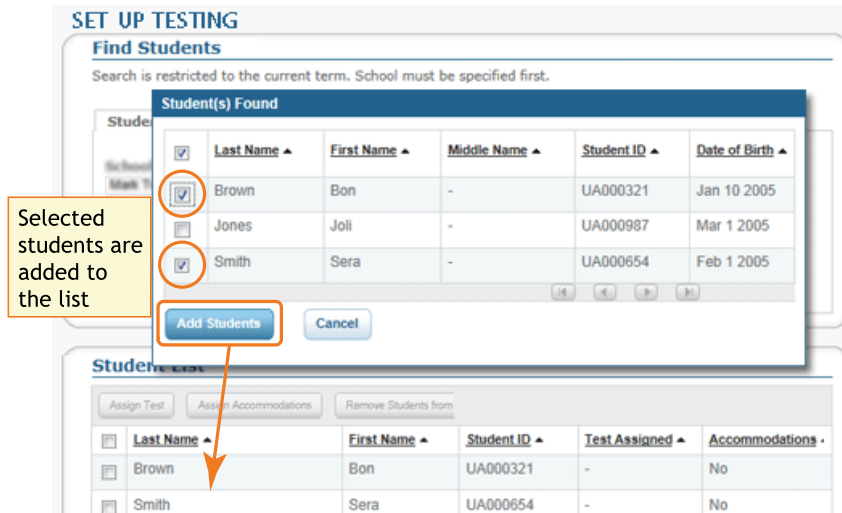 SET UP TESTING
Find Students
Search is restricted to the current term. School must be specified first.
Student(s) Found
Last Name First Name Middle Name Student ID Date of Birth
Brown Bon - UA000321 Jan 10 2005
Jones Joli - UA000987 Mar 1 2005
Smith Sera - UA000654 Feb 1 2005
Selected
students are
added to
the list
Add Students Cancel
Student List
Assign Test Assign Accommodations Remove Students from
Last Name First Name Student ID Test Assigned Accommodations
Brown Bon UA000321 - No
Smith Sera UA000654 - No